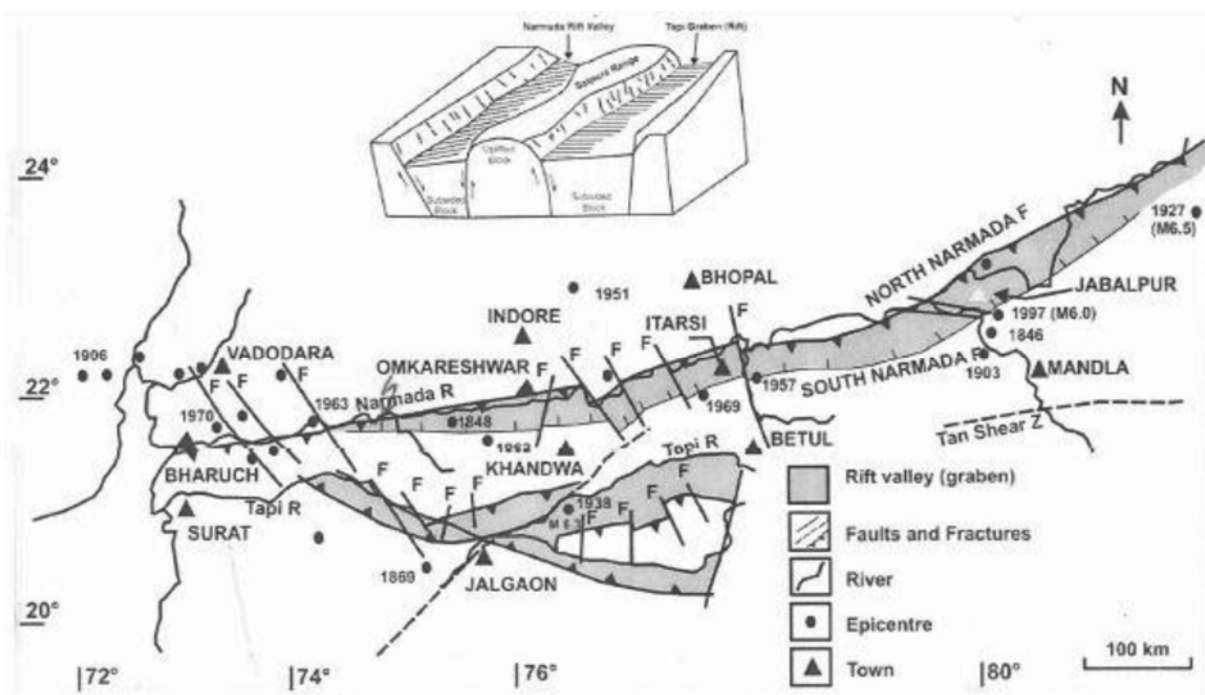 Narmada Rift Valley
Tapi Graben (Rift)
Satpura Range
Uplifted
Block
Subsided
Block
Subsided
Block
N
24°
1927
(M6.5)
NORTH NARMADA F
BHOPAL
1951
JABALPUR
INDORE
ITARSI
F
1997 (M6.0)
1846
1906
VADODARA
OMKARESHWAR
F
F
F
MANDLA
22°
F
F
F
Narmada R
SOUTH NARMADA F
1903
1957
1969
1963
1970
1848
Tan Shear Z
BETUL
KHANDWA
Tapi R
BHARUCH
F
F
F
F
F
F
Tapi R
1938
M 6.3
F
SURAT
1869
JALGAON
20°
Rift valley (graben)
Faults and Fractures
River
Epicentre
Town
100 km
72°
74°
76°
80°